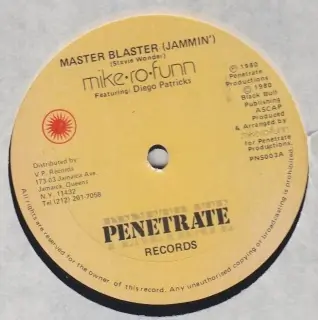 MASTER BLASTER (JAMMIN')
(Stevie Wonder)
mike·ro·funn
Featuring: Diego Patricks
℗ 1980
Penetrate
Productions
© 1980
Black Bull
Publishing
ASCAP
Produced
& Arranged by
mike·ro·funn
for Penetrate
Productions.
PNS003A
Distributed by
V.P. Records
173-03 Jamaica Ave.
Jamaica, Queens
N.Y. 11432
Tel (212) 291-7058
PENETRATE
RECORDS
All rights are reserved for the owner of this record. Any unauthorised copying or broadcasting is prohibited.